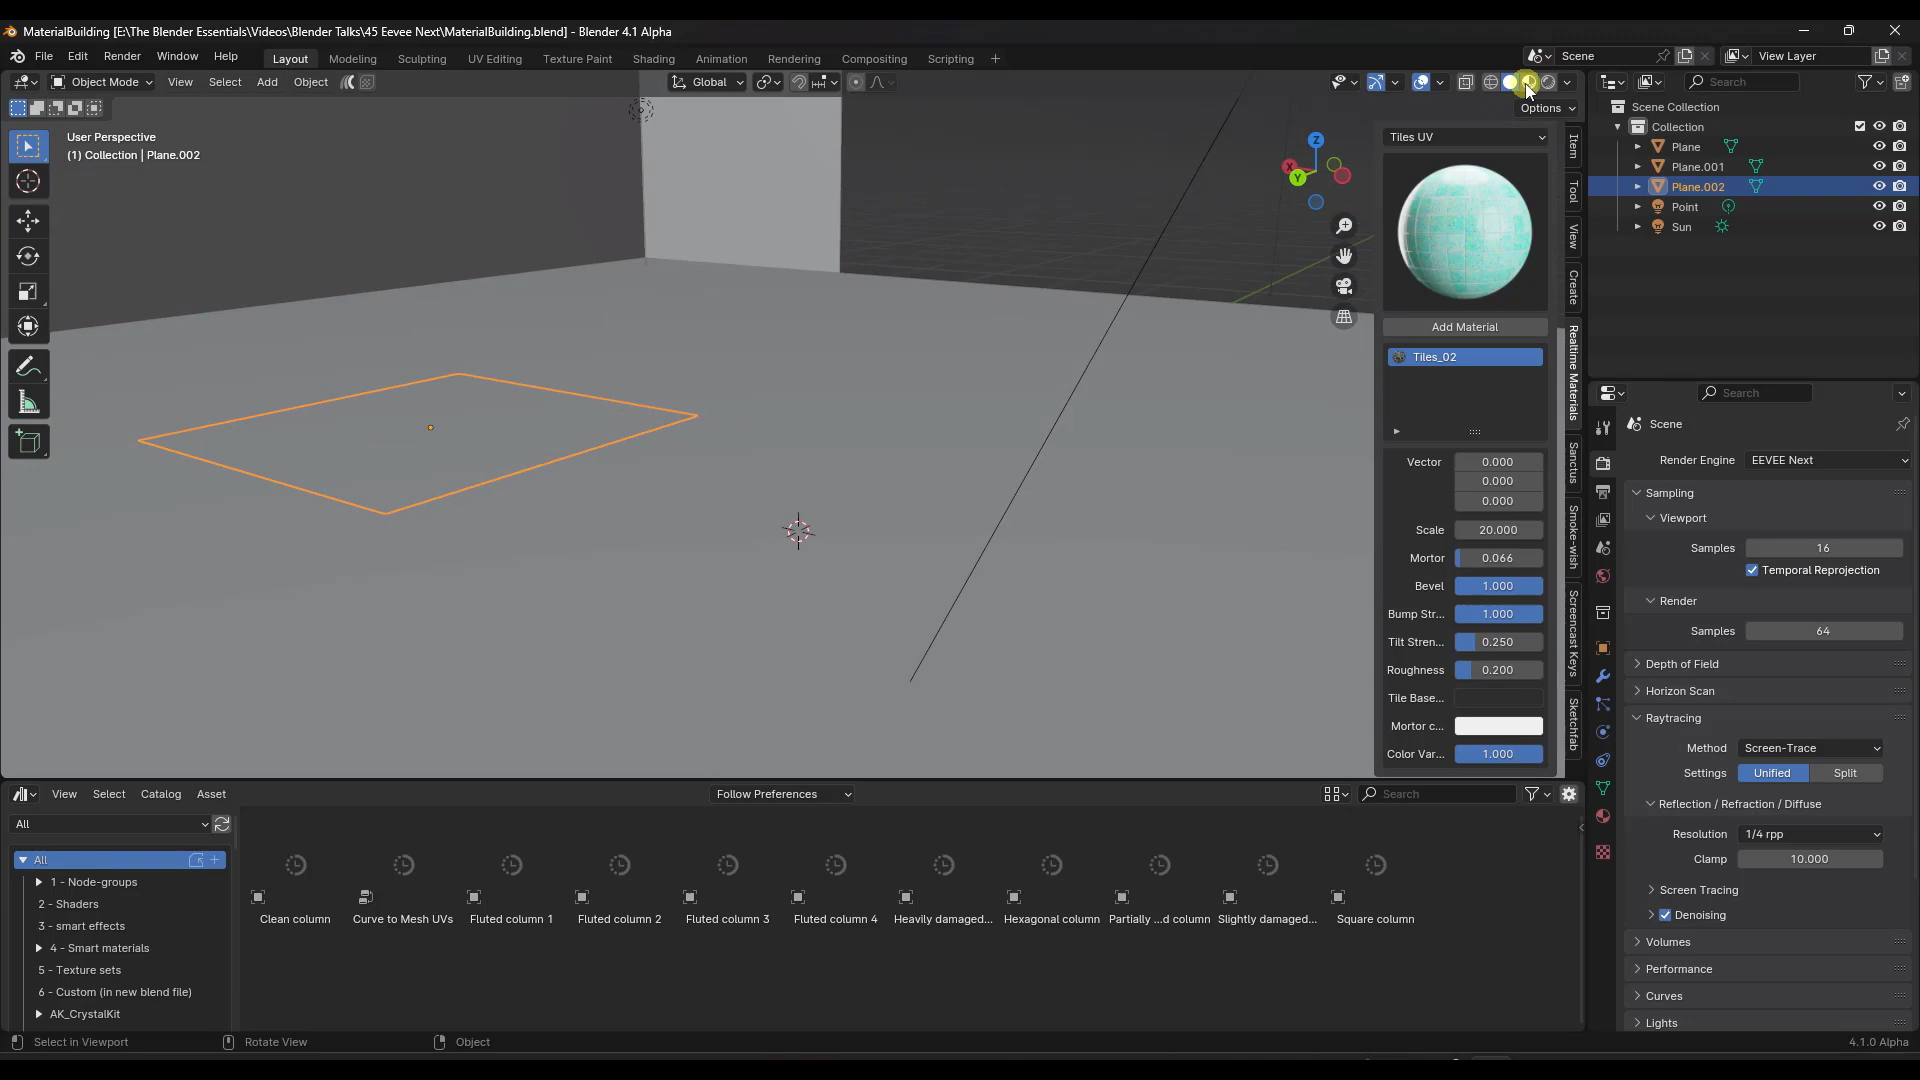 MaterialBuilding [E:\The Blender Essentials\Videos\Blender Talks\45 Eevee Next\MaterialBuilding.blend] - Blender 4.1 Alpha
File Edit Render Window Help Layout Modeling Sculpting UV Editing Texture Paint Shading Animation Rendering Compositing Scripting + Scene View Layer
Object Mode View Select Add Object Global Search
Options
User Perspective
(1) Collection | Plane.002
X
Y
Z
Tiles UV
Add Material
Tiles_02
Vector 0.000
0.000
0.000
Scale 20.000
Mortor 0.066
Bevel 1.000
Bump Str... 1.000
Tilt Stren... 0.250
Roughness 0.200
Tile Base...
Mortor c...
Color Var... 1.000
Item
Tool
View
Create
Realtime Materials
Sanctus
Smoke-wish
Screencast Keys
Sketchfab
Scene Collection
Collection
Plane
Plane.001
Plane.002
Point
Sun
Search
Scene
Render Engine EEVEE Next
Sampling
Viewport
Samples 16
Temporal Reprojection
Render
Samples 64
Depth of Field
Horizon Scan
Raytracing
Method Screen-Trace
Settings Unified Split
Reflection / Refraction / Diffuse
Resolution 1/4 rpp
Clamp 10.000
Screen Tracing
Denoising
Volumes
Performance
Curves
Lights
View Select Catalog Asset Follow Preferences Search
All
All
1 - Node-groups
2 - Shaders
3 - smart effects
4 - Smart materials
5 - Texture sets
6 - Custom (in new blend file)
AK_CrystalKit
Clean column Curve to Mesh UVs Fluted column 1 Fluted column 2 Fluted column 3 Fluted column 4 Heavily damaged... Hexagonal column Partially ...d column Slightly damaged... Square column
Select in Viewport Rotate View Object 4.1.0 Alpha